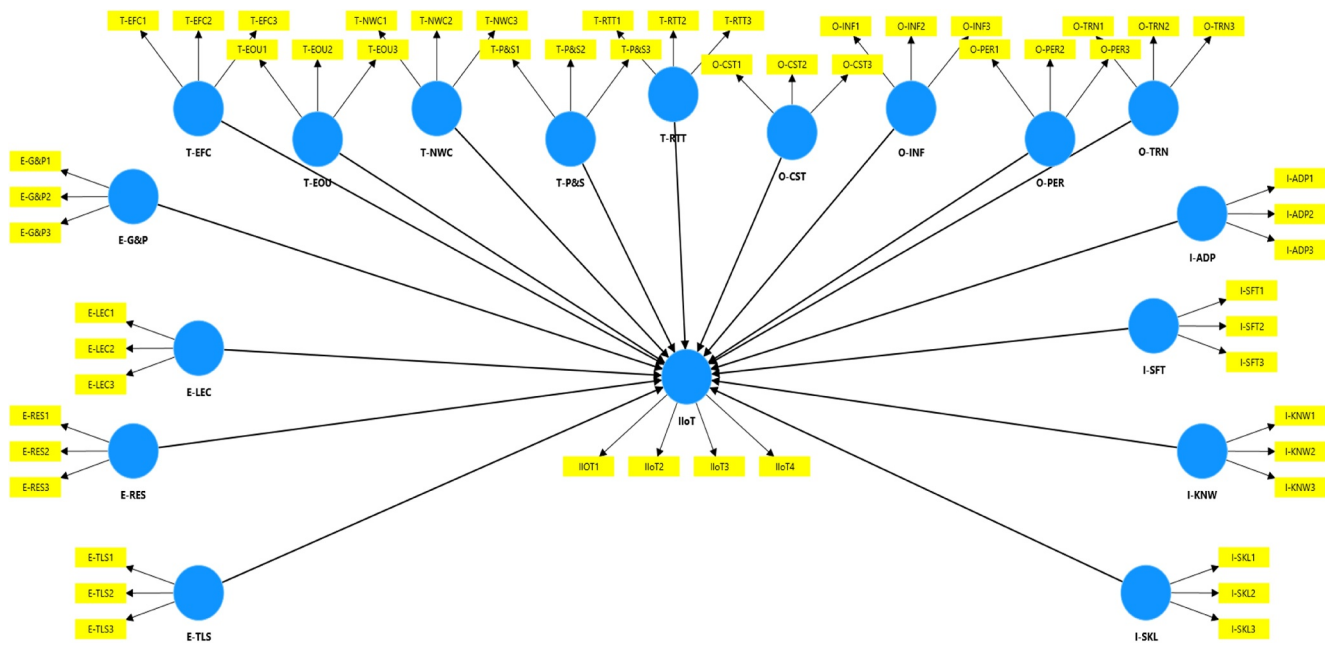 T-EFC1
T-EFC2
T-EFC3
T-EOU1
T-EOU2
T-EOU3
T-NWC1
T-NWC2
T-NWC3
T-P&S1
T-P&S2
T-P&S3
T-RTT1
T-RTT2
T-RTT3
O-CST1
O-CST2
O-CST3
O-INF1
O-INF2
O-INF3
O-PER1
O-PER2
O-PER3
O-TRN1
O-TRN2
O-TRN3
T-EFC
T-EOU
T-NWC
T-P&S
T-RTT
O-CST
O-INF
O-PER
O-TRN
E-G&P1
E-G&P2
E-G&P3
E-G&P
I-ADP1
I-ADP2
I-ADP3
I-ADP
E-LEC1
E-LEC2
E-LEC3
E-LEC
I-SFT1
I-SFT2
I-SFT3
I-SFT
IIoT
IIOT1
IIoT2
IIoT3
IIoT4
E-RES1
E-RES2
E-RES3
E-RES
I-KNW1
I-KNW2
I-KNW3
I-KNW
E-TLS1
E-TLS2
E-TLS3
E-TLS
I-SKL1
I-SKL2
I-SKL3
I-SKL